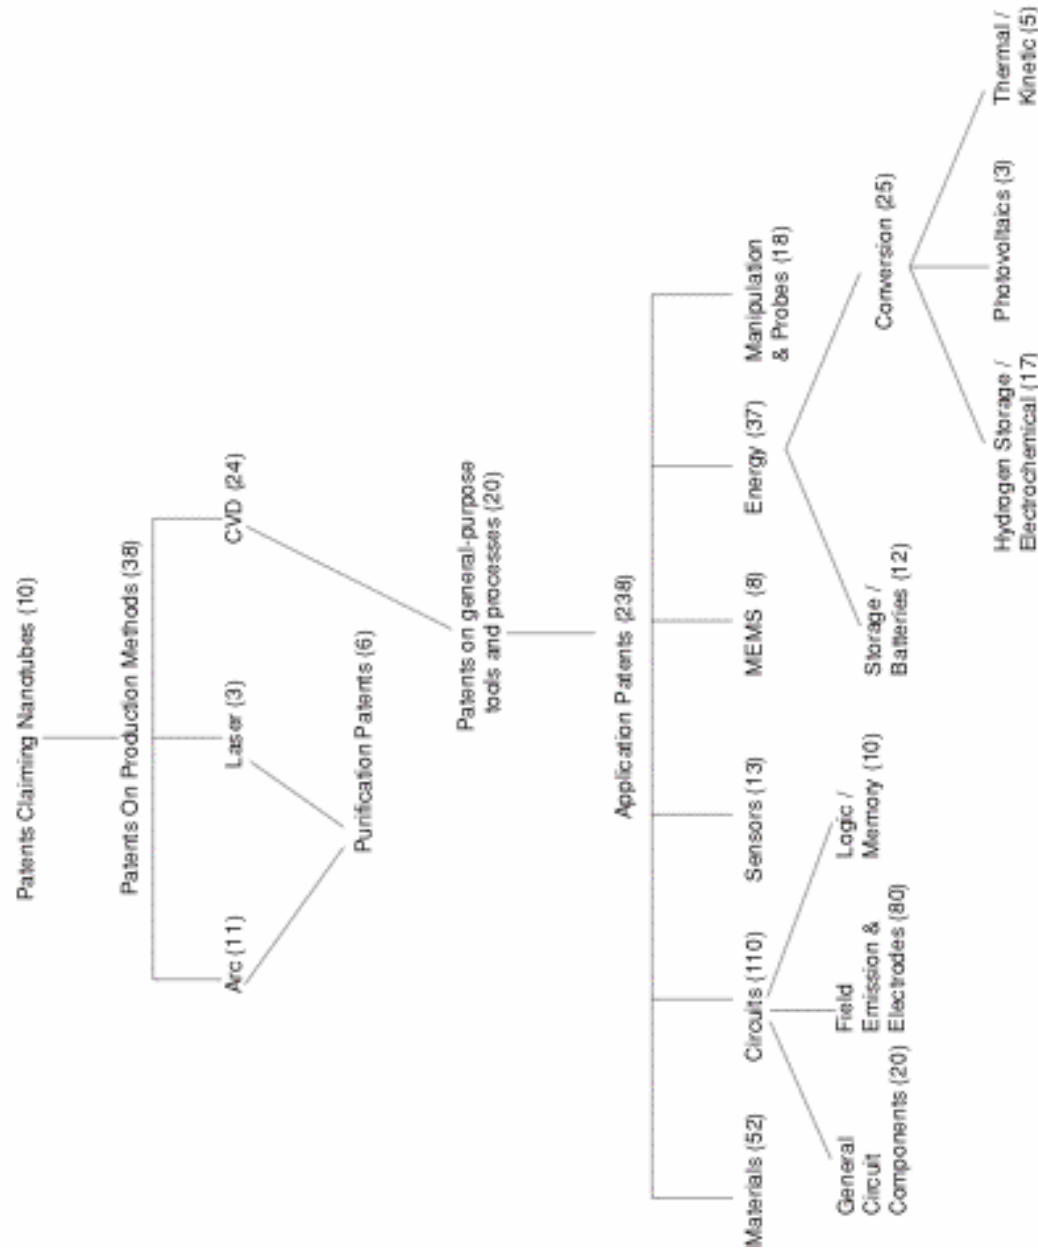 Patents Claiming Nanotubes (10)
Patents On Production Methods (38)
Arc (11)
Laser (3)
CVD (24)
Purification Patents (6)
Patents on general-purpose
tools and processes (20)
Application Patents (238)
Materials (52)
Circuits (110)
Sensors (13)
MEMS (8)
Energy (37)
Manipulation
& Probes (18)
General
Circuit
Components (20)
Field
Emission &
Electrodes (80)
Logic /
Memory (10)
Storage /
Batteries (12)
Conversion (25)
Hydrogen Storage /
Electrochemical (17)
Photovoltaics (3)
Thermal /
Kinetic (5)